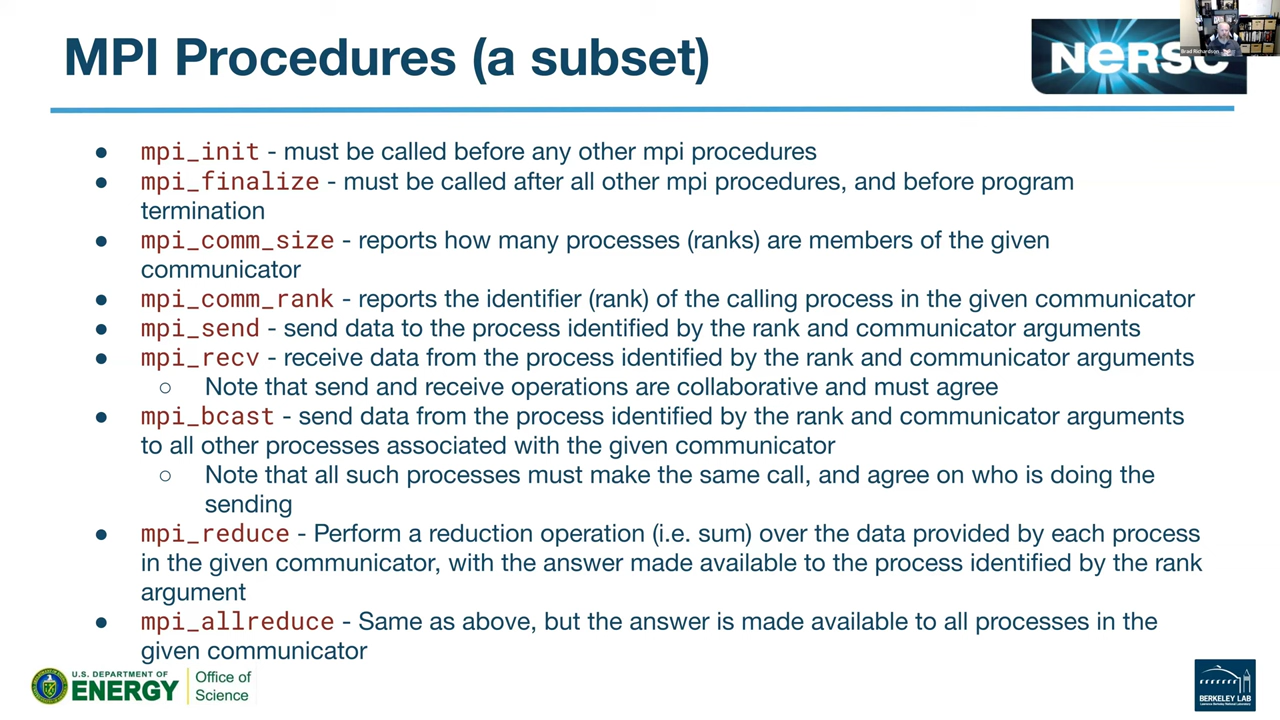 MPI Procedures (a subset)
NERSC
Brad Richardson
● mpi_init - must be called before any other mpi procedures
● mpi_finalize - must be called after all other mpi procedures, and before program
termination
● mpi_comm_size - reports how many processes (ranks) are members of the given
communicator
● mpi_comm_rank - reports the identifier (rank) of the calling process in the given communicator
● mpi_send - send data to the process identified by the rank and communicator arguments
● mpi_recv - receive data from the process identified by the rank and communicator arguments
○ Note that send and receive operations are collaborative and must agree
● mpi_bcast - send data from the process identified by the rank and communicator arguments
to all other processes associated with the given communicator
○ Note that all such processes must make the same call, and agree on who is doing the
sending
● mpi_reduce - Perform a reduction operation (i.e. sum) over the data provided by each process
in the given communicator, with the answer made available to the process identified by the rank
argument
● mpi_allreduce - Same as above, but the answer is made available to all processes in the
given communicator
U.S. DEPARTMENT OF
ENERGY
Office of
Science
BERKELEY LAB
Lawrence Berkeley National Laboratory